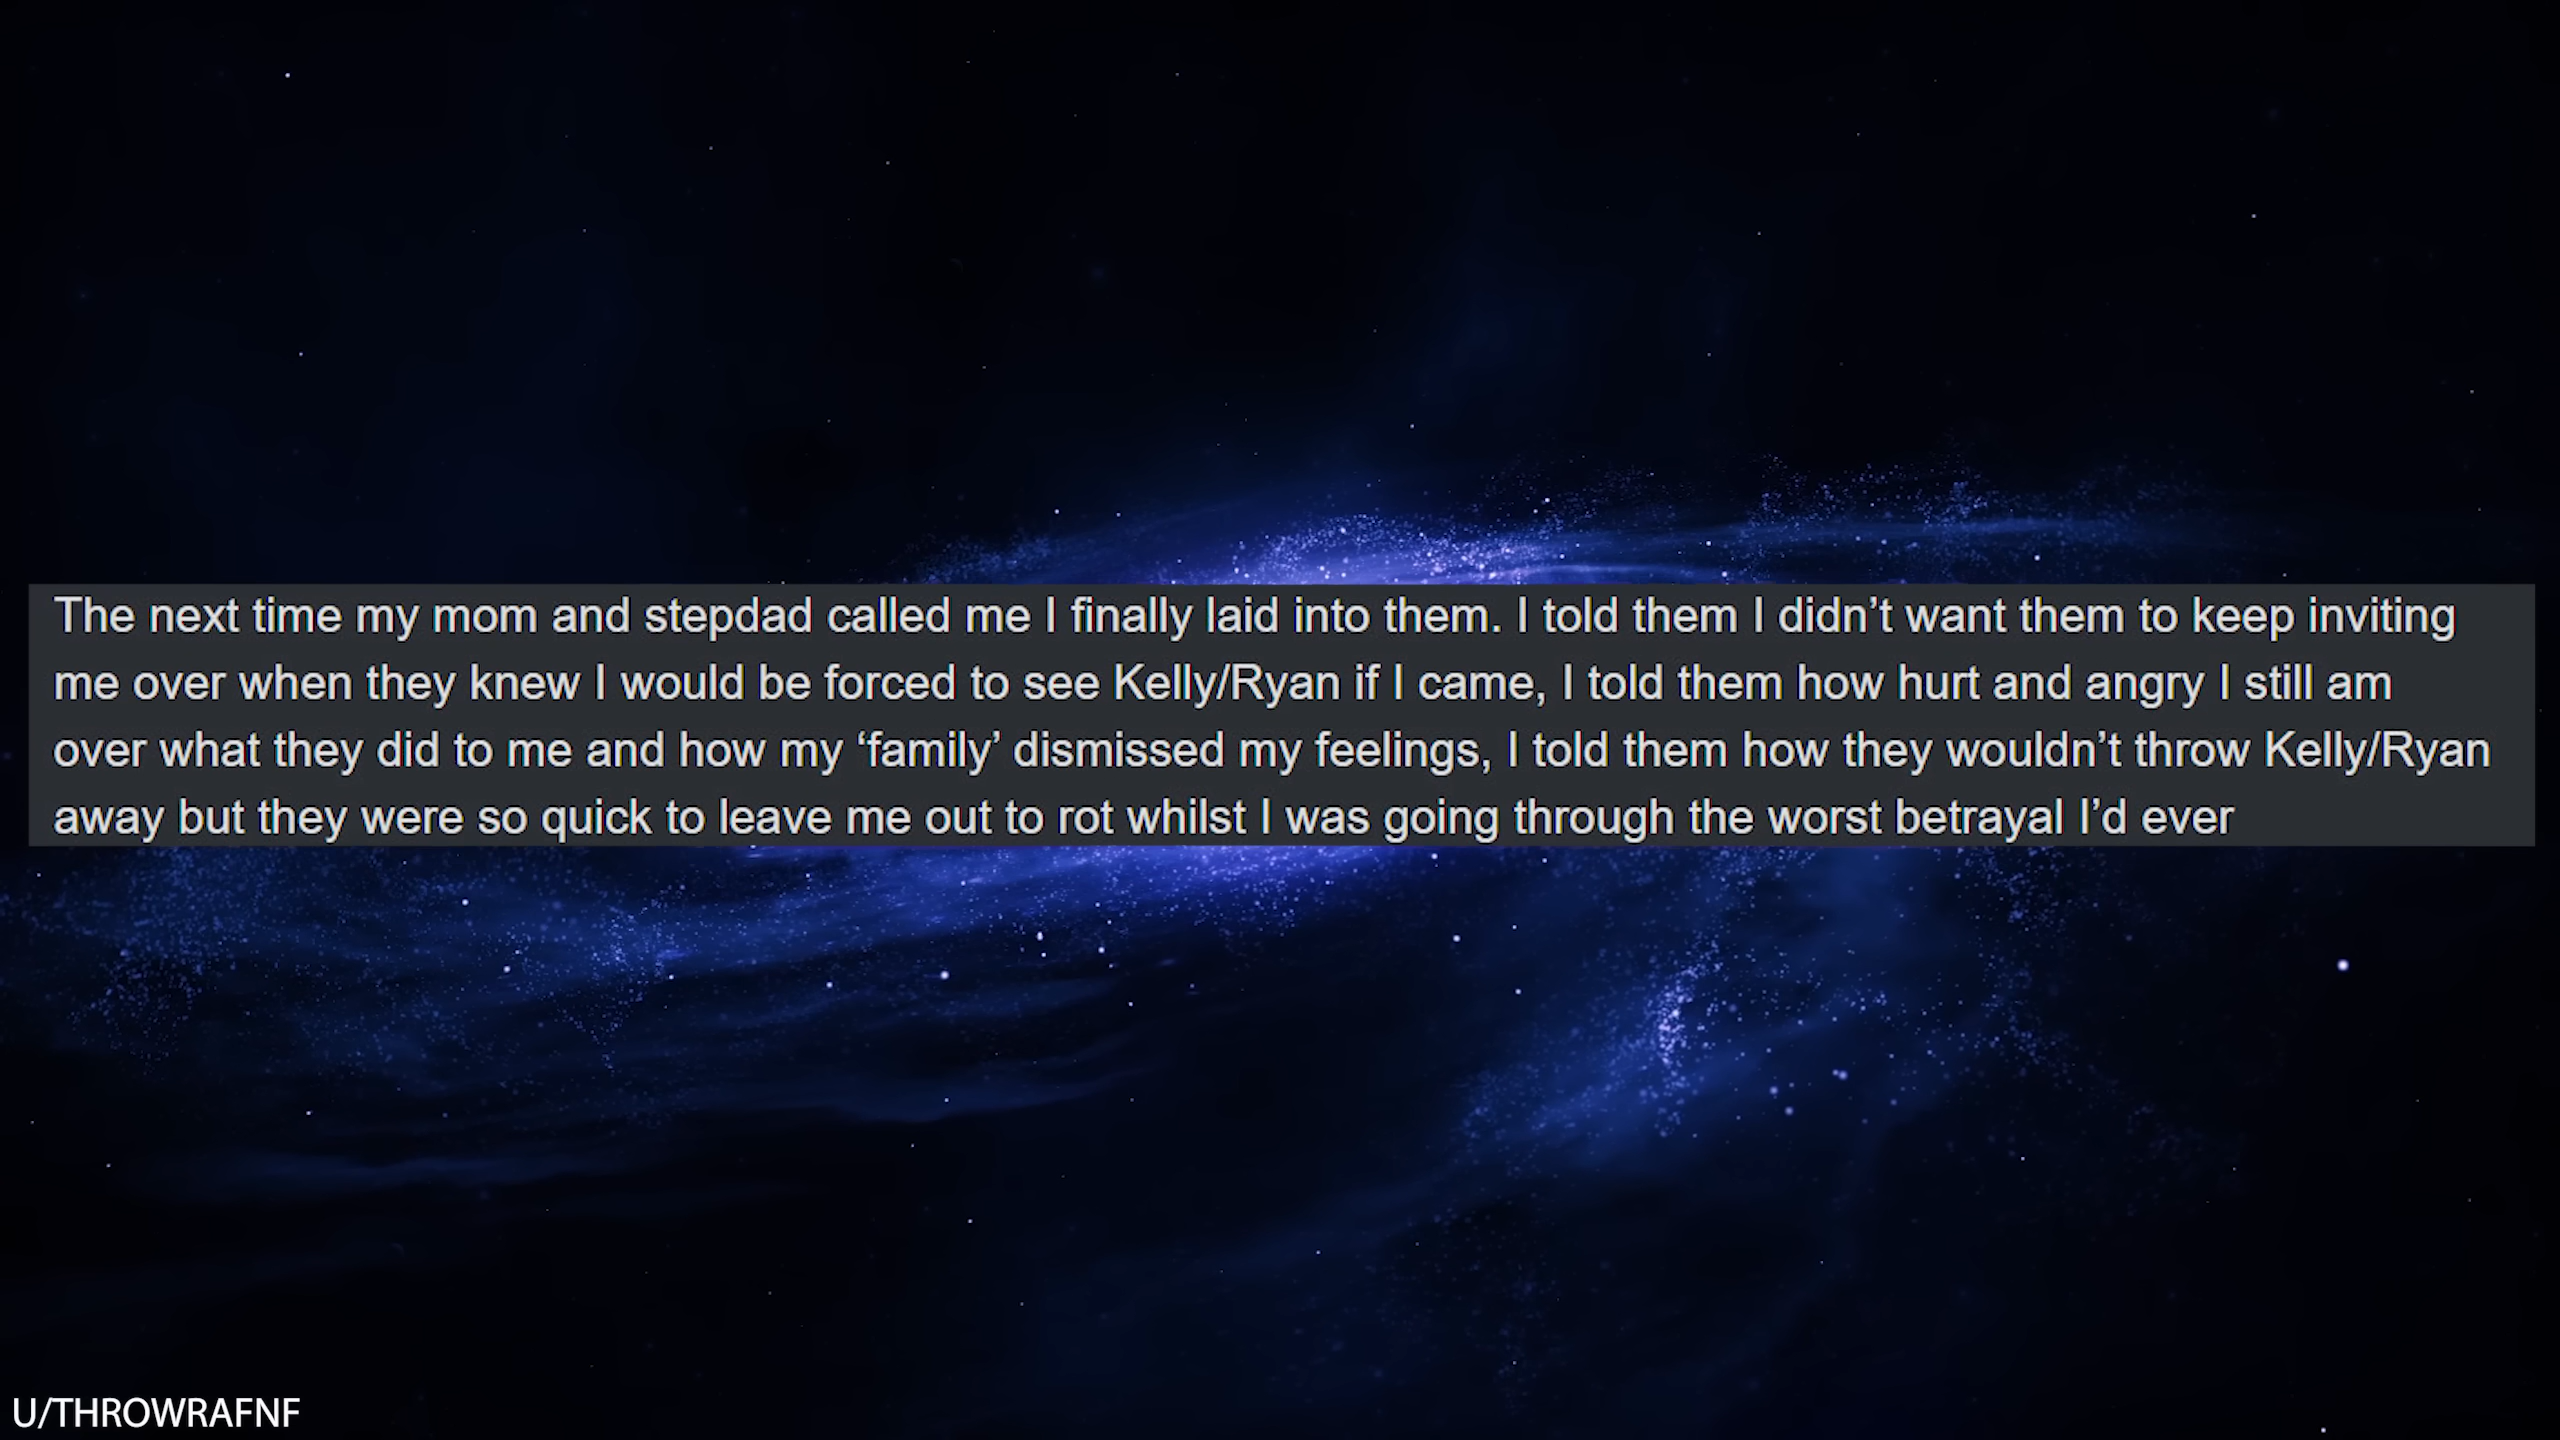 The next time my mom and stepdad called me I finally laid into them. I told them I didn’t want them to keep inviting
me over when they knew I would be forced to see Kelly/Ryan if I came, I told them how hurt and angry I still am
over what they did to me and how my ‘family’ dismissed my feelings, I told them how they wouldn’t throw Kelly/Ryan
away but they were so quick to leave me out to rot whilst I was going through the worst betrayal I’d ever
U/THROWRAFNF